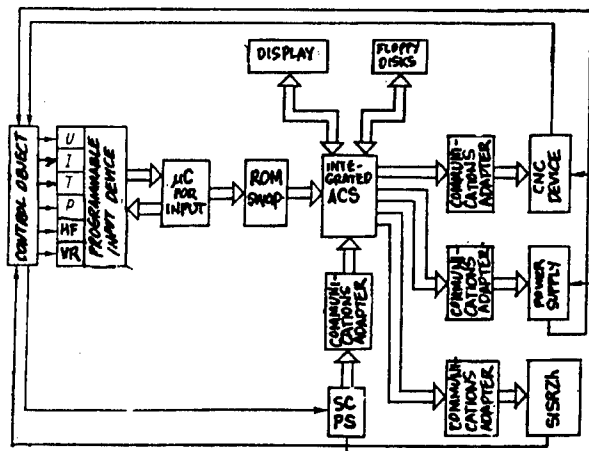 DISPLAY
FLOPPY
DISKS
CONTROL OBJECT
U
I
T
P
HF
VR
PROGRAMMABLE
INPUT DEVICE
μC
FOR
INPUT
ROM
SWAP
INTE-
GRATED
ACS
COMMUNI-
CATIONS
ADAPTER
CNC
DEVICE
COMMUNI-
CATIONS
ADAPTER
POWER
SUPPLY
COMMUNI-
CATIONS
ADAPTER
COMMUNI-
CATIONS
ADAPTER
SISRZh
SC
PS